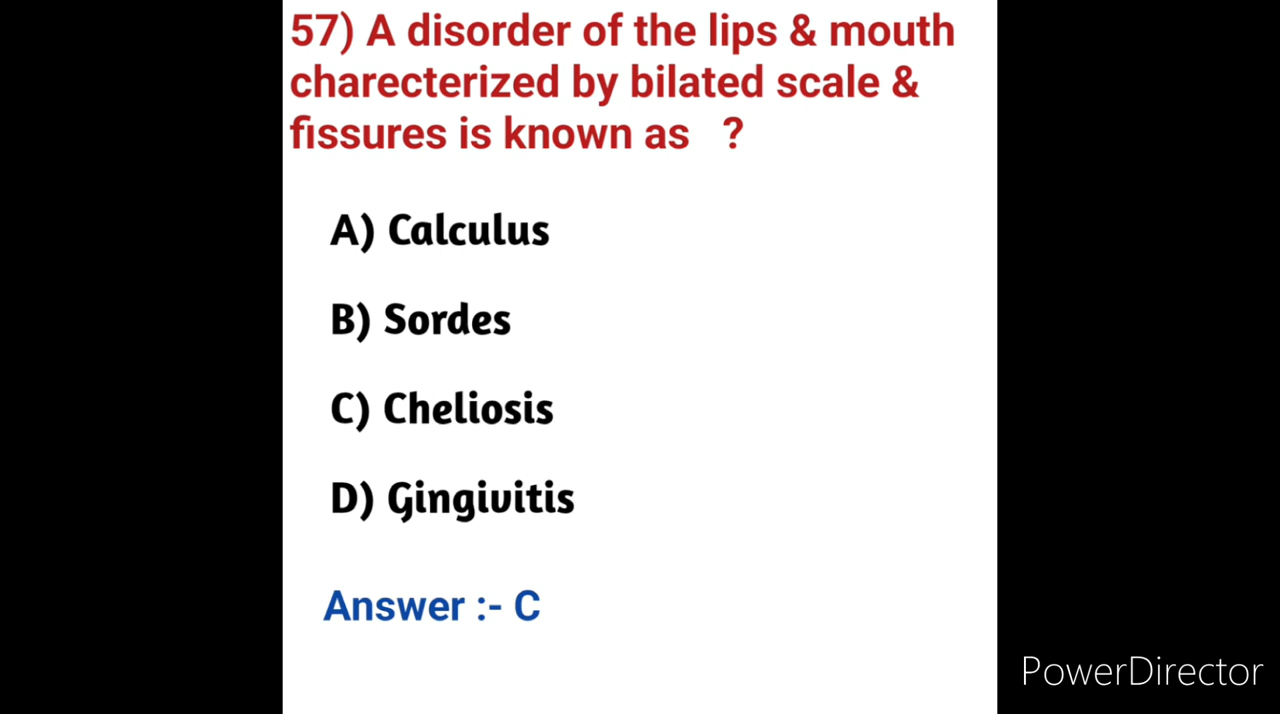 57) A disorder of the lips & mouth
charecterized by bilated scale &
fissures is known as ?
A) Calculus
B) Sordes
C) Cheliosis
D) Gingivitis
Answer :- C
PowerDirector